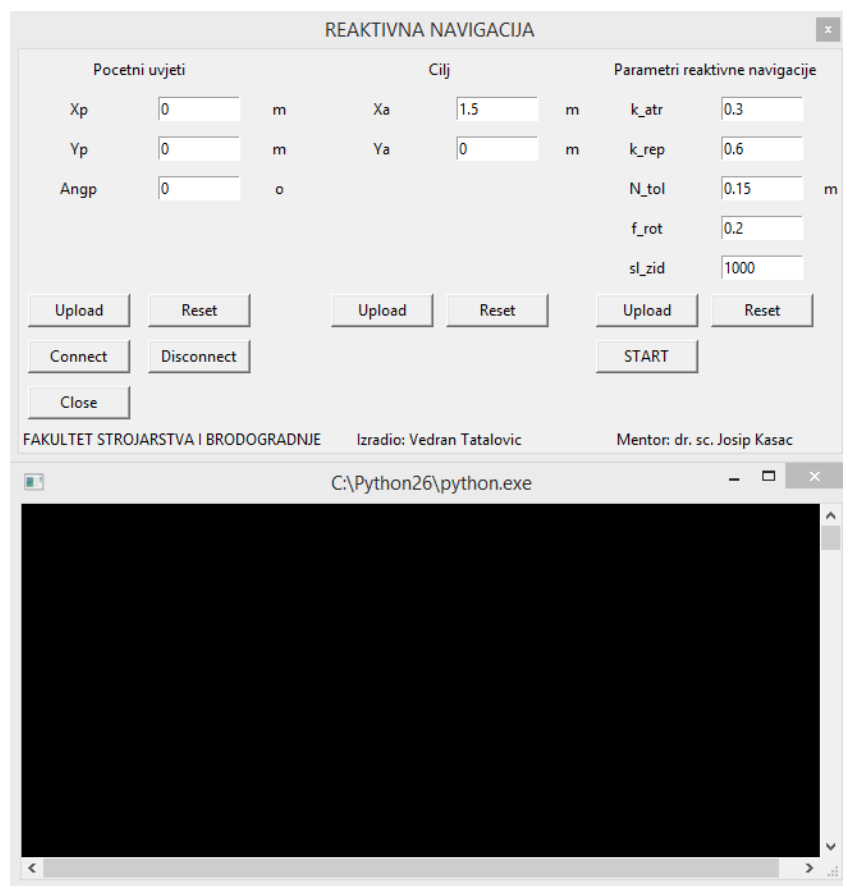 REAKTIVNA NAVIGACIJA x
Pocetni uvjeti Cilj Parametri reaktivne navigacije
Xp 0 m Xa 1.5 m k_atr 0.3
Yp 0 m Ya 0 m k_rep 0.6
Angp 0 o N_tol 0.15 m
f_rot 0.2
sl_zid 1000
Upload Reset Upload Reset Upload Reset
Connect Disconnect START
Close
FAKULTET STROJARSTVA I BRODOGRADNJE Izradio: Vedran Tatalovic Mentor: dr. sc. Josip Kasac
C:\Python26\python.exe